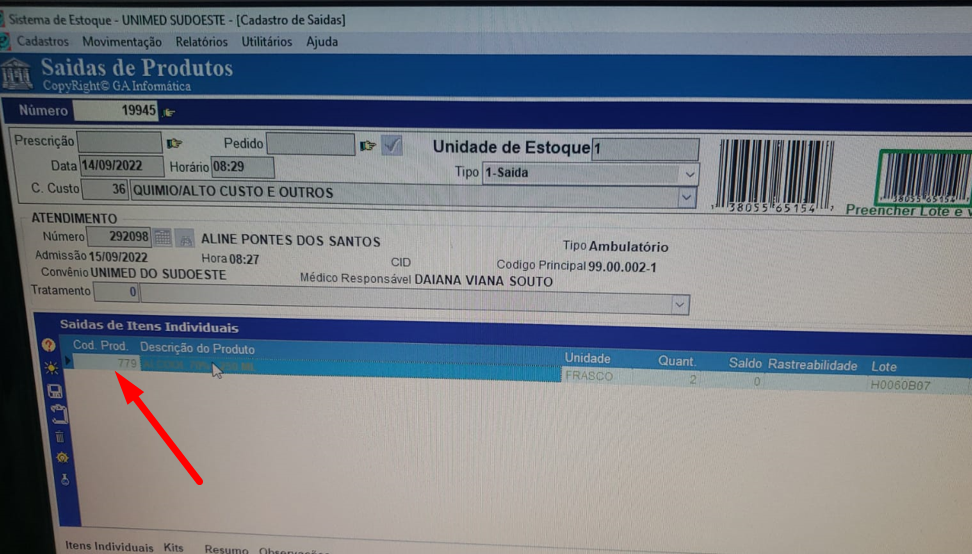 Sistema de Estoque - UNIMED SUDOESTE - [Cadastro de Saidas]
Cadastros Movimentação Relatórios Utilitários Ajuda
Saidas de Produtos
CopyRight© GA Informática
Número 19945
Prescrição Pedido Unidade de Estoque 1
Data 14/09/2022 Horário 08:29 Tipo 1-Saida
C. Custo 36 QUIMIO/ALTO CUSTO E OUTROS
38055 65154
38055 65154
Preencher Lote e
ATENDIMENTO
Número 292098 ALINE PONTES DOS SANTOS Tipo Ambulatório
Admissão 15/09/2022 Hora 08:27 CID Codigo Principal 99.00.002-1
Convênio UNIMED DO SUDOESTE Médico Responsável DAIANA VIANA SOUTO
Tratamento 0
Saidas de Itens Individuais
Cod. Prod. Descrição do Produto Unidade Quant. Saldo Rastreabilidade Lote
779 FRASCO 2 0 H0060B07
Itens Individuais Kits Resumo